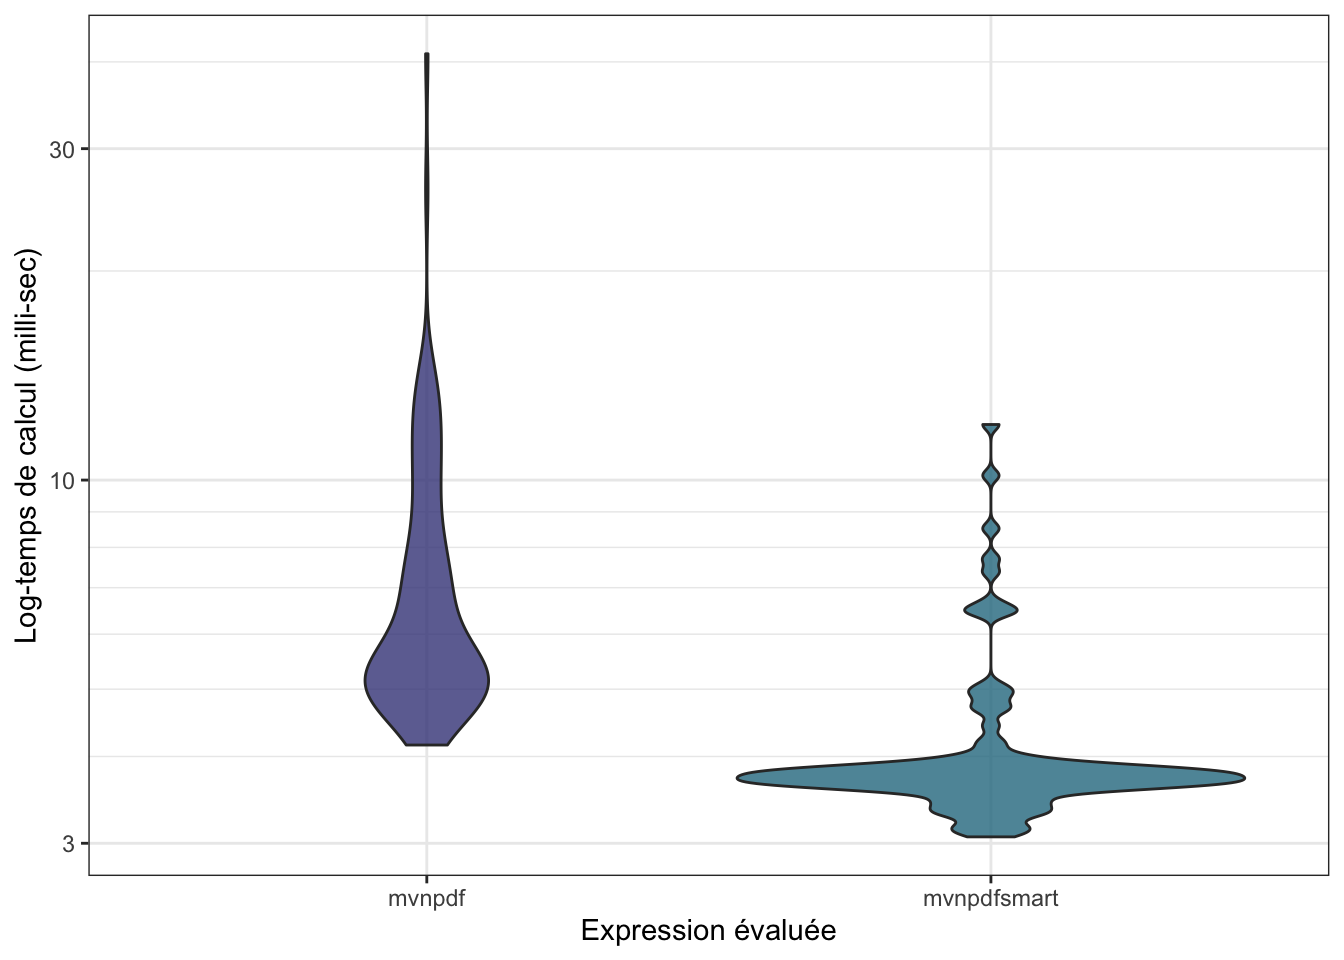 Log-temps de calcul (milli-sec)
30
10
3
mvnpdf
mvnpdfsmart
Expression évaluée